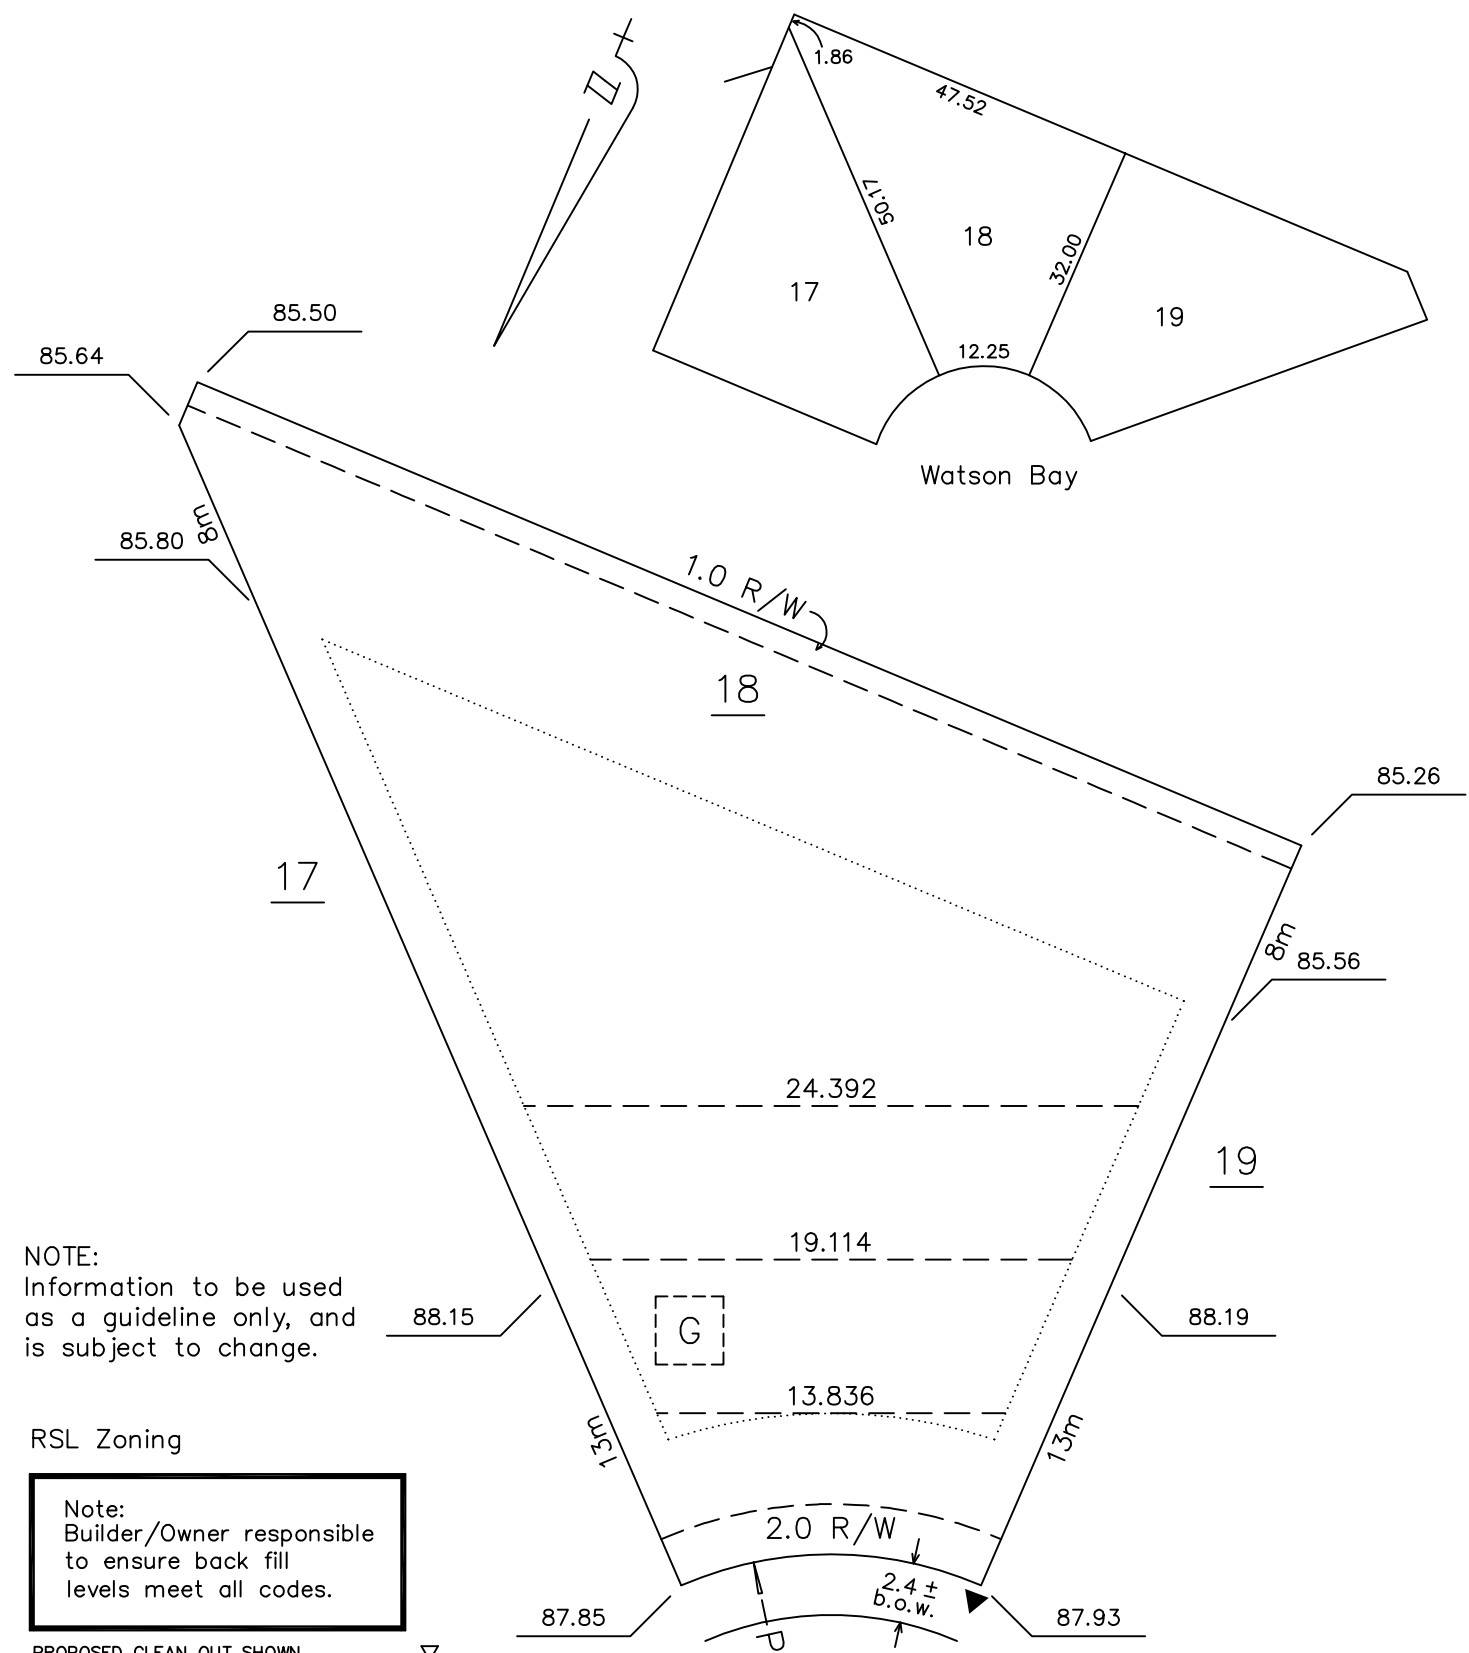 1.86
47.52
50.17
18
32.00
17
19
12.25
Watson Bay
85.50
85.64
8m
85.80
1.0 R/W
18
85.26
17
8m
85.56
24.392
19
19.114
NOTE:
Information to be used
as a guideline only, and
is subject to change.
88.15
G
88.19
13.836
13m
13m
RSL Zoning
Note:
Builder/Owner responsible
to ensure back fill
levels meet all codes.
2.0 R/W
2.4 ±
b.o.w.
87.85
P
87.93
PROPOSED CLEAN OUT SHOWN